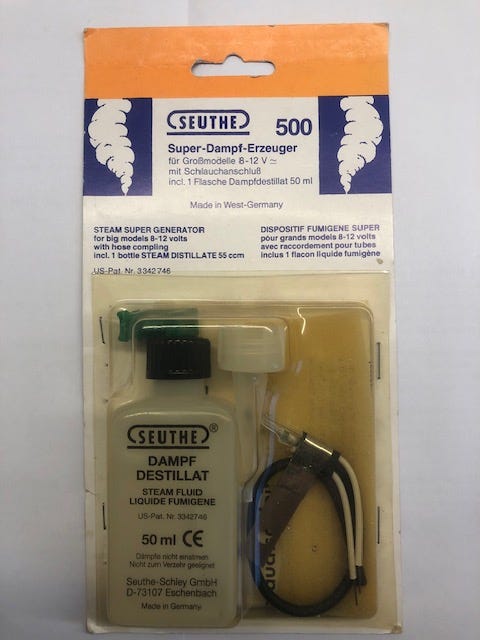 SEUTHE 500
Super-Dampf-Erzeuger
für Großmodelle 8-12 V ≃
mit Schlauchanschluß
incl. 1 Flasche Dampfdestillat 50 ml
Made in West-Germany
STEAM SUPER GENERATOR
for big models 8-12 volts
with hose compling
incl. 1 bottle STEAM DISTILLATE 55 ccm
US-Pat. Nr. 3342746
DISPOSITIF FUMIGENE SUPER
pour grands models 8-12 volts
avec raccordement pour tubes
inclus 1 flacon liquide fumigène
SEUTHE®
DAMPF
DESTILLAT
STEAM FLUID
LIQUIDE FUMIGENE
US-Pat. Nr. 3342746
50 ml CE
Dämpfe nicht einatmen
Nicht zum Verzehr geeignet
Seuthe-Schley GmbH
D-73107 Eschenbach
Made in Germany